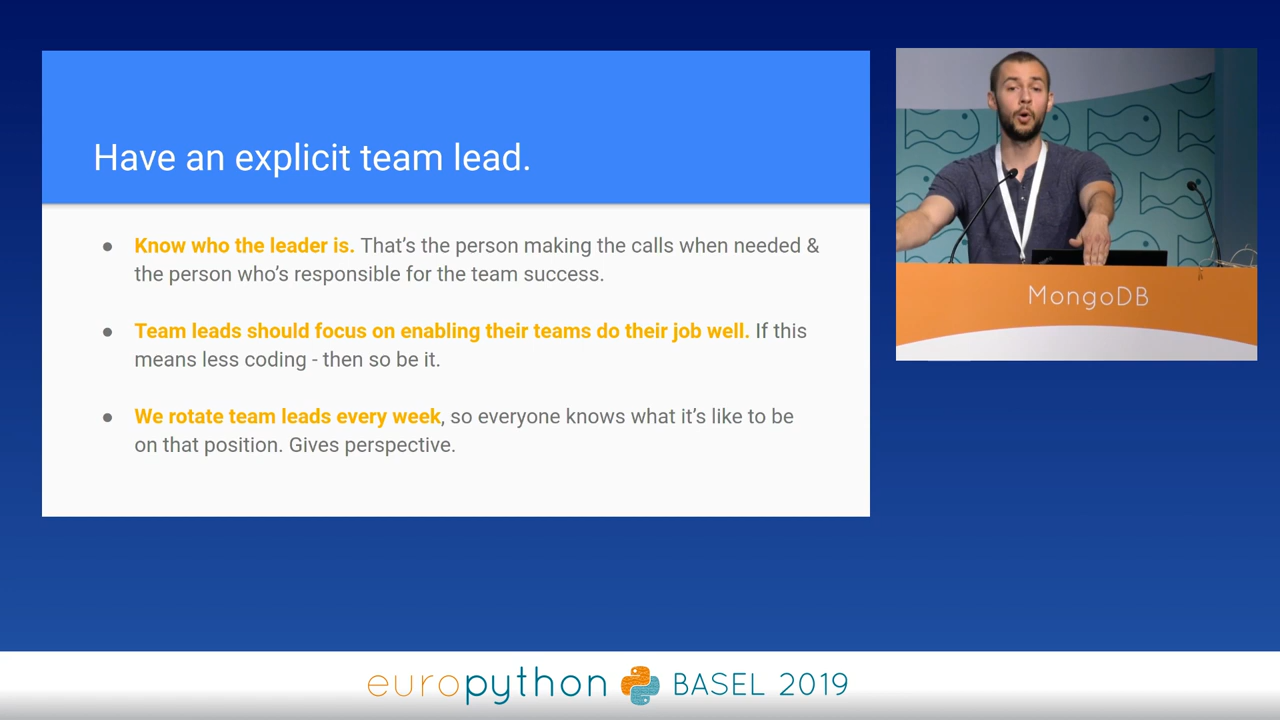 Have an explicit team lead.
● Know who the leader is. That's the person making the calls when needed &
the person who's responsible for the team success.
● Team leads should focus on enabling their teams do their job well. If this
means less coding - then so be it.
● We rotate team leads every week, so everyone knows what it's like to be
on that position. Gives perspective.
MongoDB
europython BASEL 2019